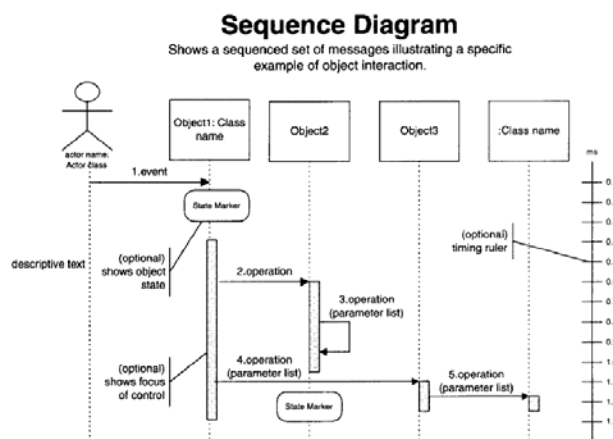 Sequence Diagram
Shows a sequenced set of messages illustrating a specific
example of object interaction.
Object1: Class
name
Object2
Object3
:Class name
actor name:
Actor class
ms
1.event
State Marker
(optional)
timing ruler
(optional)
shows object
state
descriptive text
2.operation
3.operation
(parameter list)
(optional)
shows focus
of control
4.operation
(parameter list)
5.operation
(parameter list)
State Marker